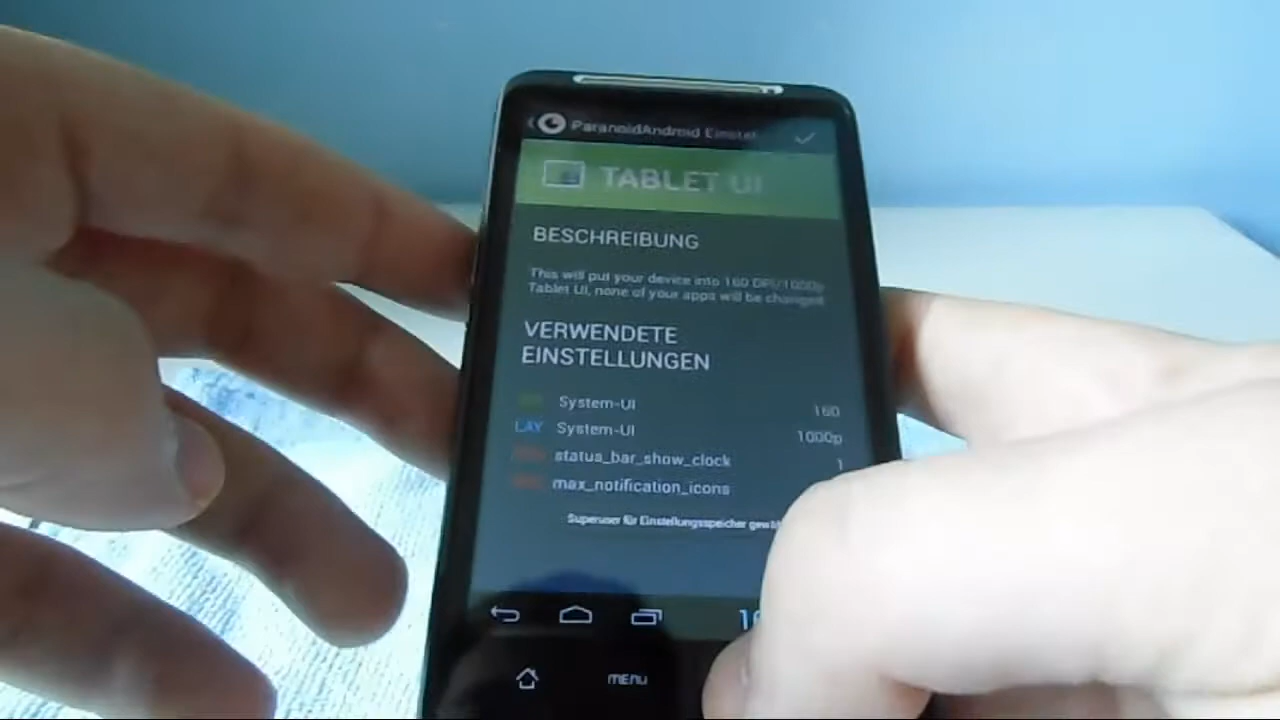 ParanoidAndroid Einstel
TABLET UI
BESCHREIBUNG
This will put your device into 160 DPI/1000p
Tablet UI, none of your apps will be changed
VERWENDETE
EINSTELLUNGEN
System-UI 160
LAY System-UI 1000p
status_bar_show_clock 1
max_notification_icons
Superuser für Einstellungsspeicher gewä
MENU